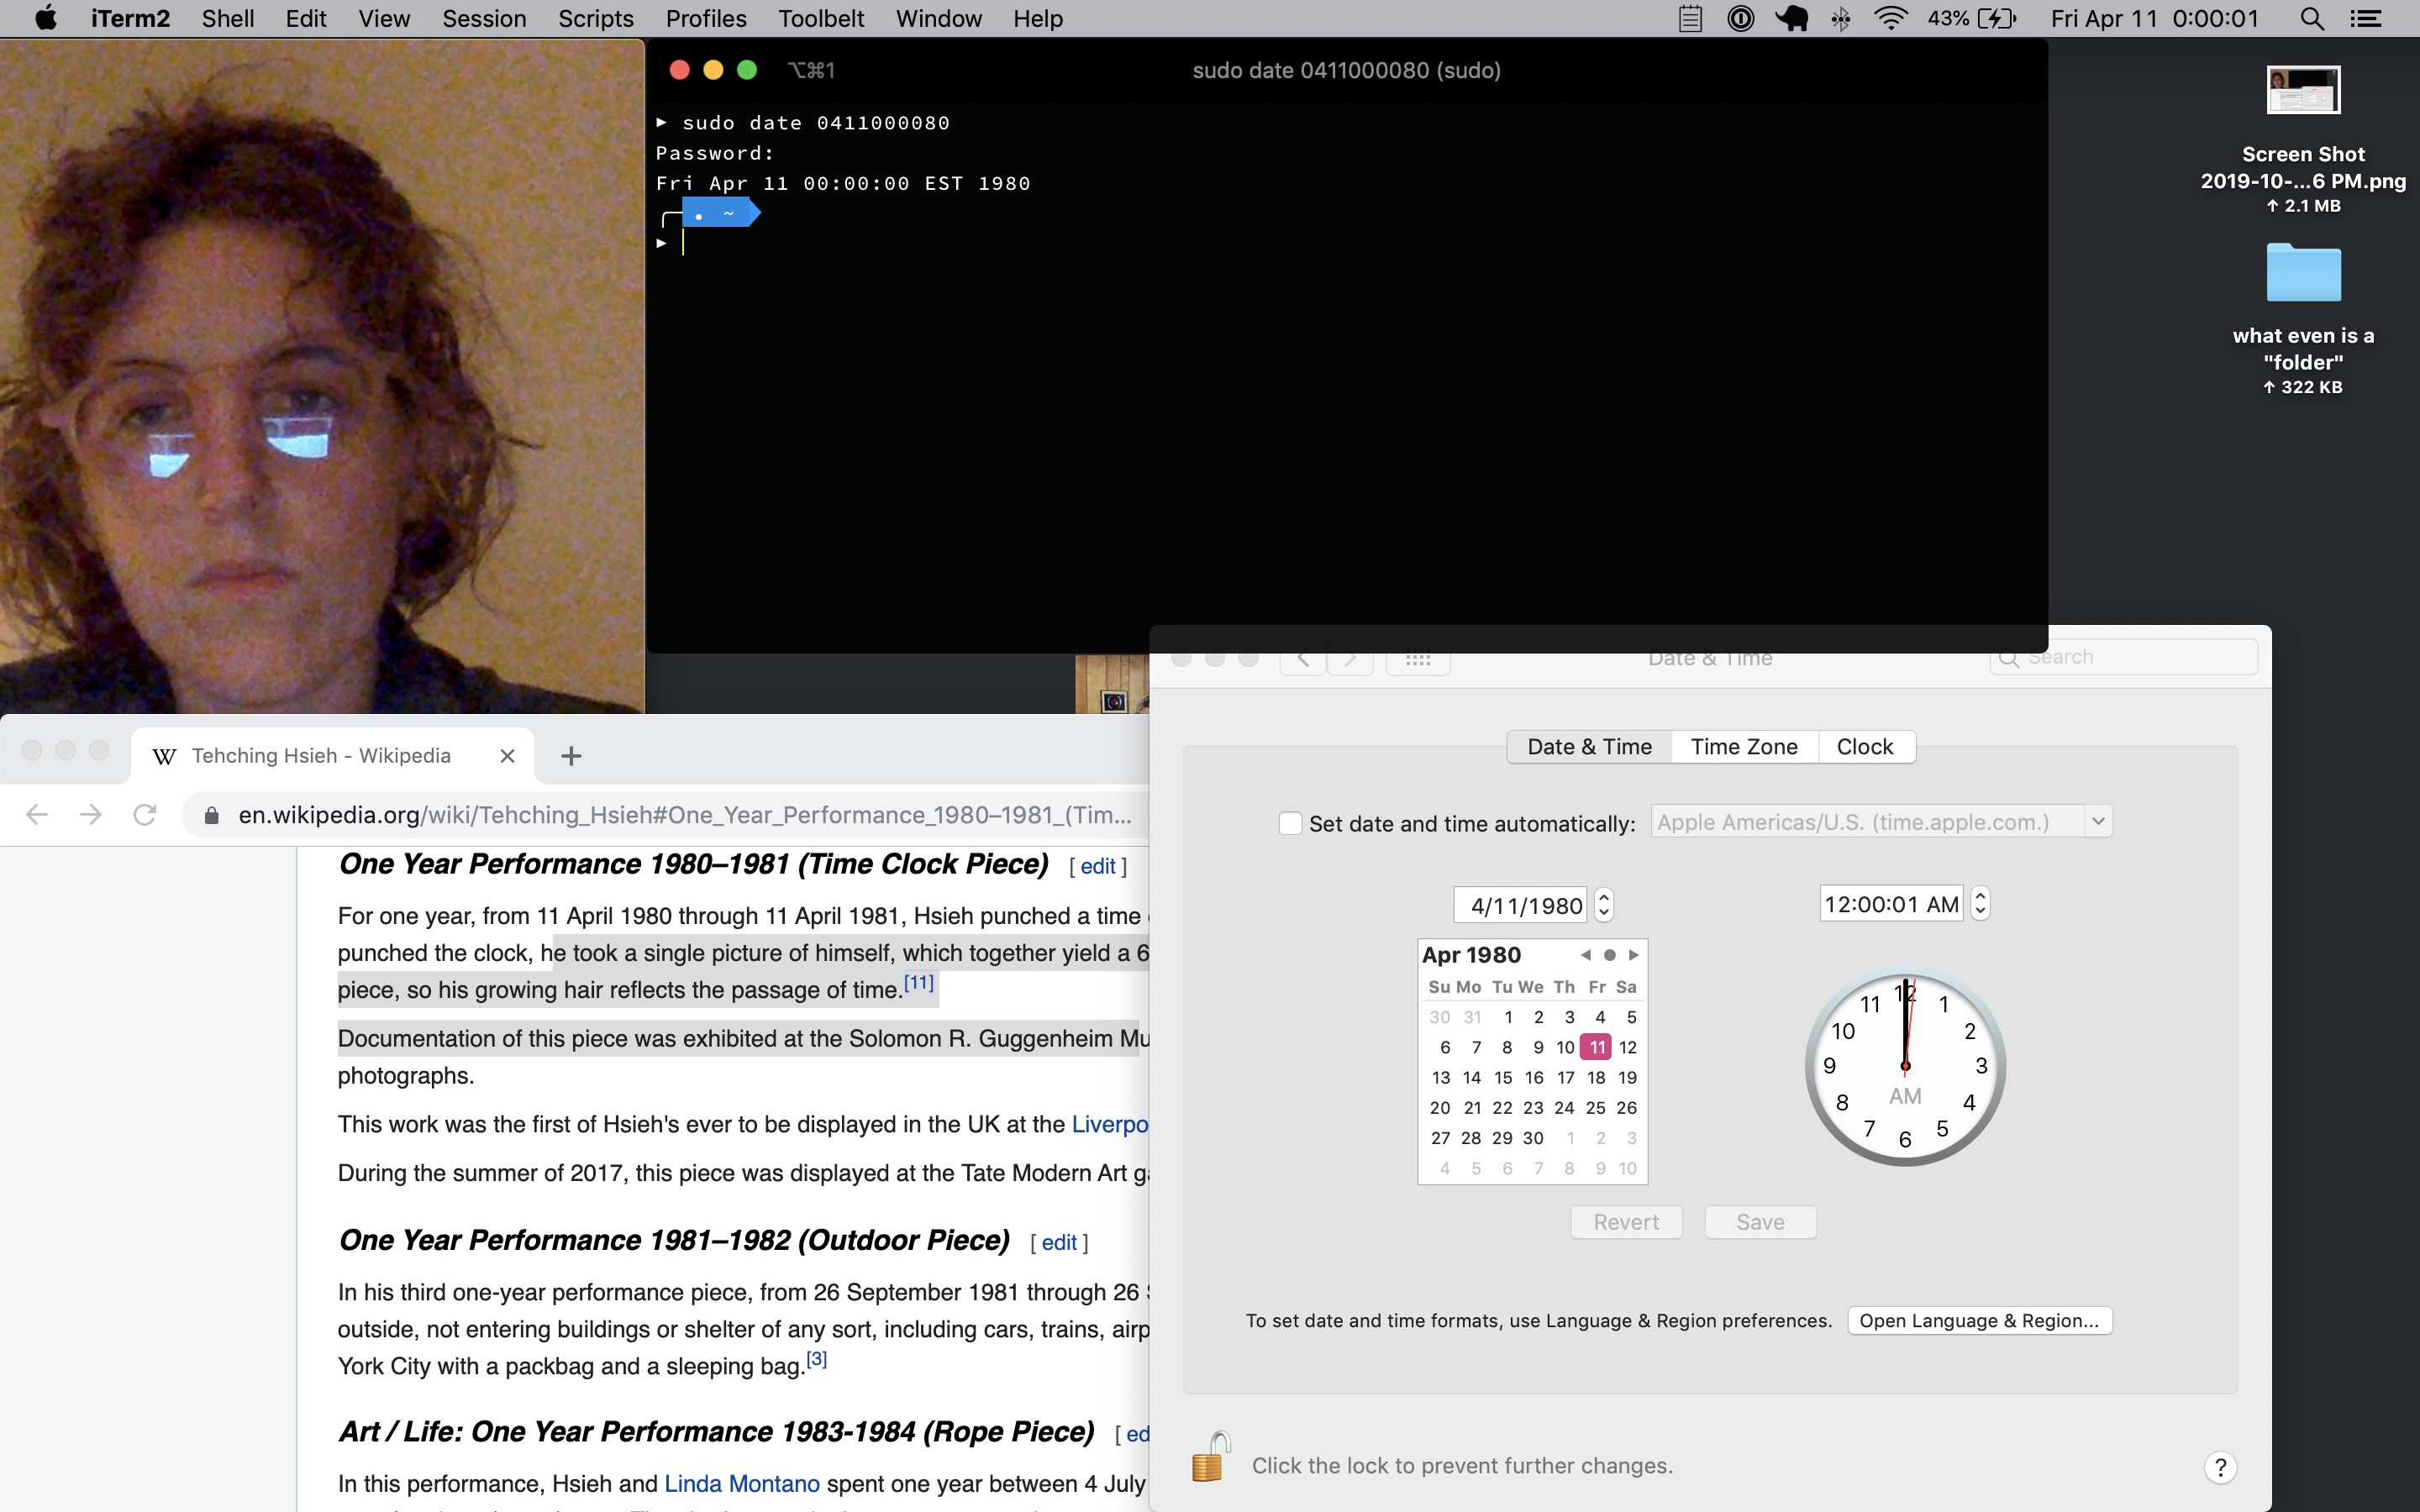 iTerm2 Shell Edit View Session Scripts Profiles Toolbelt Window Help 43% Fri Apr 11 0:00:01
⌥⌘1 sudo date 0411000080 (sudo)
▶ sudo date 0411000080
Password:
Fri Apr 11 00:00:00 EST 1980
• ~
▶
Screen Shot
2019-10-...6 PM.png
↑ 2.1 MB
what even is a
"folder"
↑ 322 KB
Tehching Hsieh - Wikipedia
en.wikipedia.org/wiki/Tehching_Hsieh#One_Year_Performance_1980–1981_(Tim...
One Year Performance 1980–1981 (Time Clock Piece) [ edit ]
For one year, from 11 April 1980 through 11 April 1981, Hsieh punched a time
punched the clock, he took a single picture of himself, which together yield a 6
piece, so his growing hair reflects the passage of time.[11]
Documentation of this piece was exhibited at the Solomon R. Guggenheim Mu
photographs.
This work was the first of Hsieh's ever to be displayed in the UK at the Liverpo
During the summer of 2017, this piece was displayed at the Tate Modern Art ga
One Year Performance 1981–1982 (Outdoor Piece) [ edit ]
In his third one-year performance piece, from 26 September 1981 through 26
outside, not entering buildings or shelter of any sort, including cars, trains, airp
York City with a packbag and a sleeping bag.[3]
Art / Life: One Year Performance 1983-1984 (Rope Piece) [ ed
In this performance, Hsieh and Linda Montano spent one year between 4 July
Date & Time
Search
Date & Time Time Zone Clock
Set date and time automatically: Apple Americas/U.S. (time.apple.com.)
4/11/1980
12:00:01 AM
Apr 1980
Su Mo Tu We Th Fr Sa
30 31 1 2 3 4 5
6 7 8 9 10 11 12
13 14 15 16 17 18 19
20 21 22 23 24 25 26
27 28 29 30 1 2 3
4 5 6 7 8 9 10
12 1 2 3 4 5 6 7 8 9 10 11
AM
Revert Save
To set date and time formats, use Language & Region preferences. Open Language & Region...
Click the lock to prevent further changes.
?